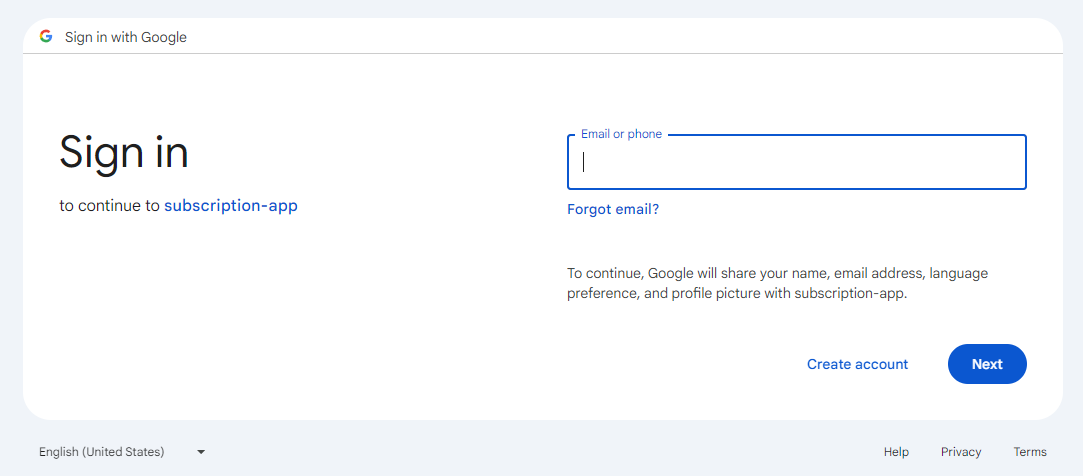 Sign in with Google
Sign in
to continue to subscription-app
Email or phone
Forgot email?
To continue, Google will share your name, email address, language
preference, and profile picture with subscription-app.
Create account
Next
English (United States)
Help
Privacy
Terms